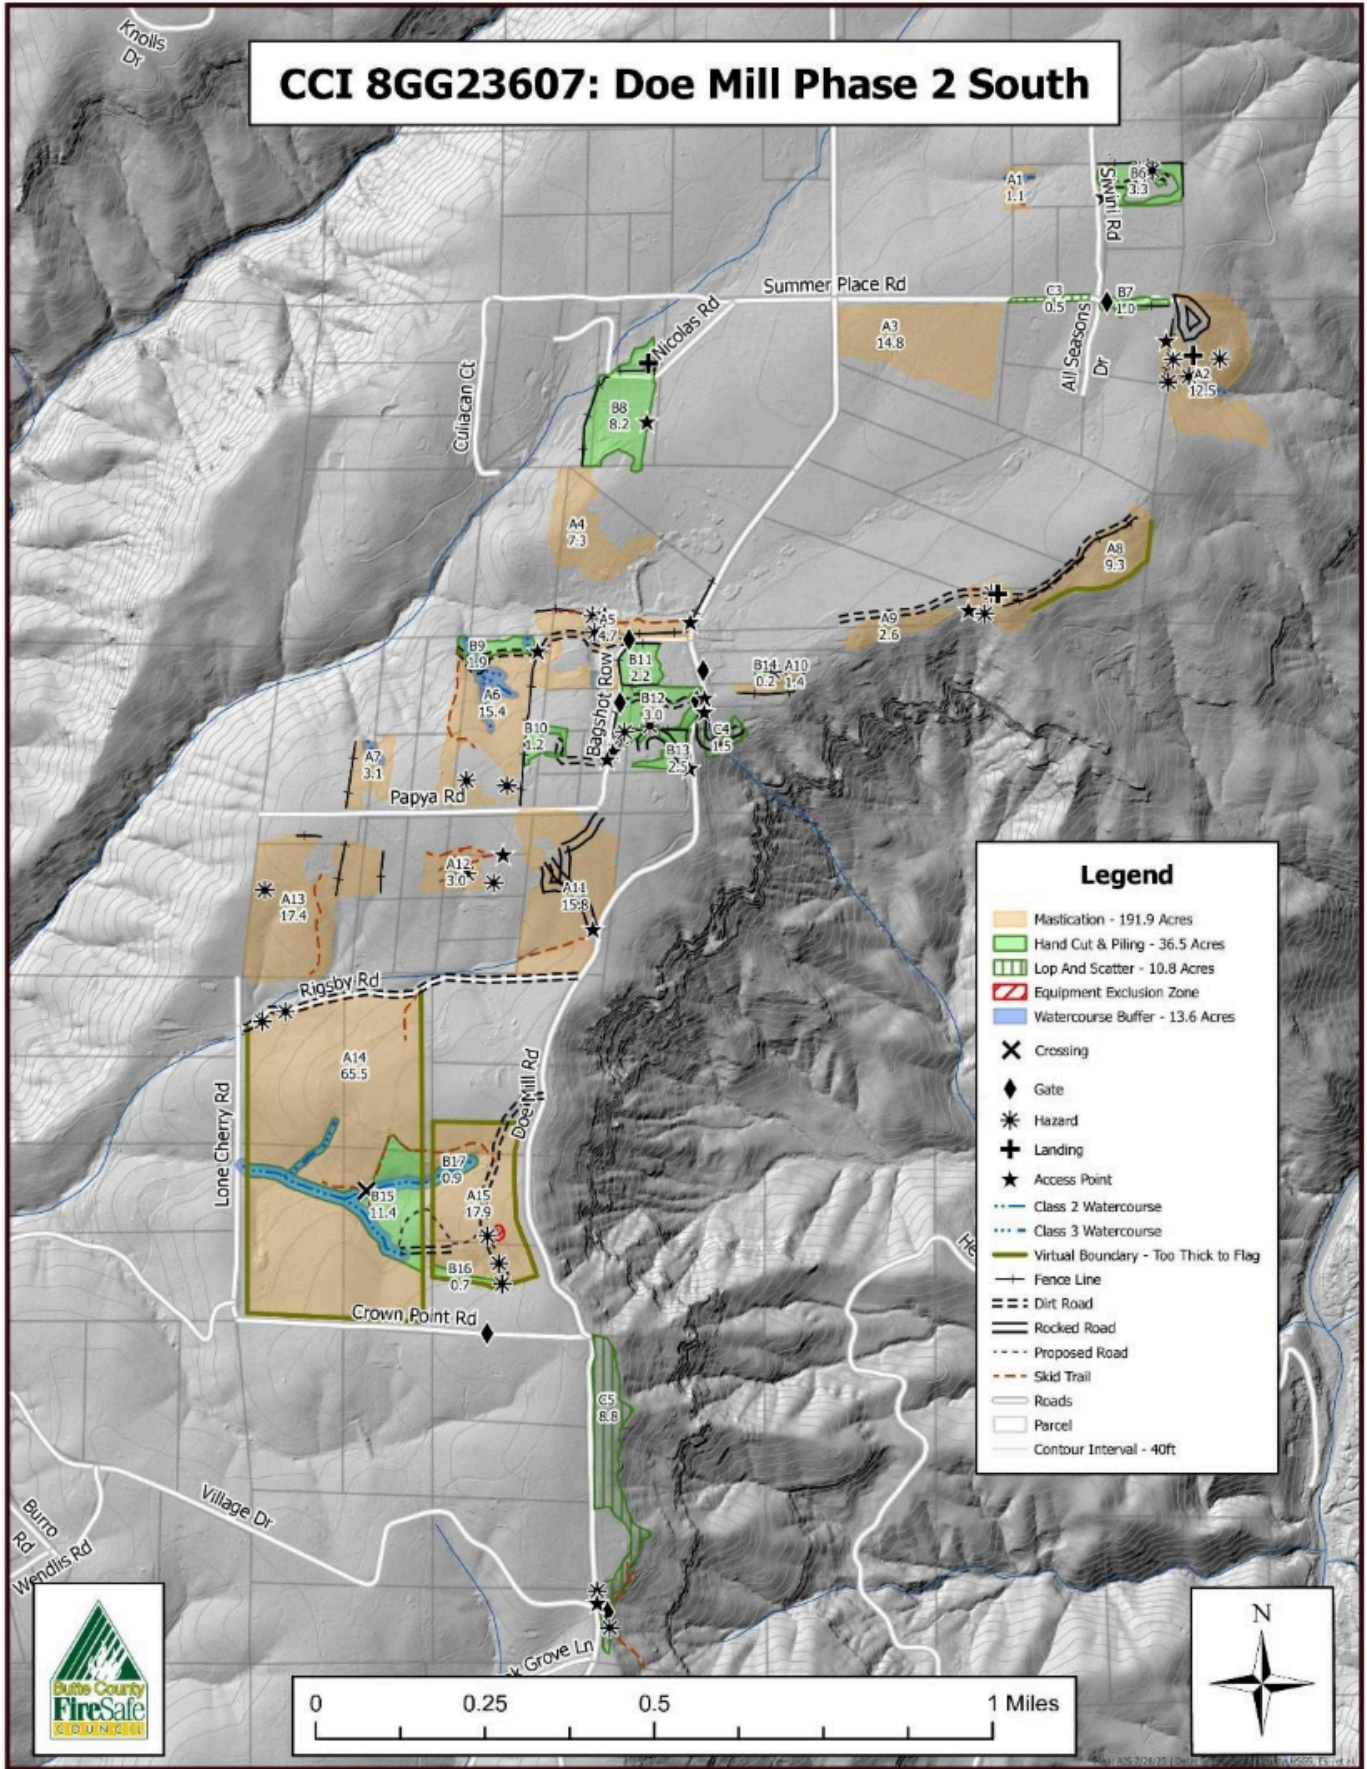 Knolls
Dr
CCI 8GG23607: Doe Mill Phase 2 South
A1
1.1
B6
3.3
Siwini Rd
Summer Place Rd
C3
0.5
B7
1.0
Nicolas Rd
A3
14.8
All Seasons
Dr
A2
12.5
Culiacan Ct
B8
8.2
A4
7.3
A8
9.3
A9
2.6
A5
4.7
B9
1.9
B11
2.2
B14
0.2
A10
1.4
A6
15.4
Bagshot Row
B12
3.0
B10
1.2
C4
1.5
B13
2.5
A7
3.1
Papya Rd
A12
3.0
A13
17.4
A11
15.8
Rigsby Rd
A14
65.5
Doe Mill Rd
Lone Cherry Rd
B17
0.9
B15
11.4
A15
17.9
B16
0.7
Crown Point Rd
He
C5
8.8
Village Dr
Burro
Rd
Wendlis Rd
k Grove Ln
Legend
Mastication - 191.9 Acres
Hand Cut & Piling - 36.5 Acres
Lop And Scatter - 10.8 Acres
Equipment Exclusion Zone
Watercourse Buffer - 13.6 Acres
Crossing
Gate
Hazard
Landing
Access Point
Class 2 Watercourse
Class 3 Watercourse
Virtual Boundary - Too Thick to Flag
Fence Line
Dirt Road
Rocked Road
Proposed Road
Skid Trail
Roads
Parcel
Contour Interval - 40ft
Butte County
FireSafe
COUNCIL
0 0.25 0.5 1 Miles
N